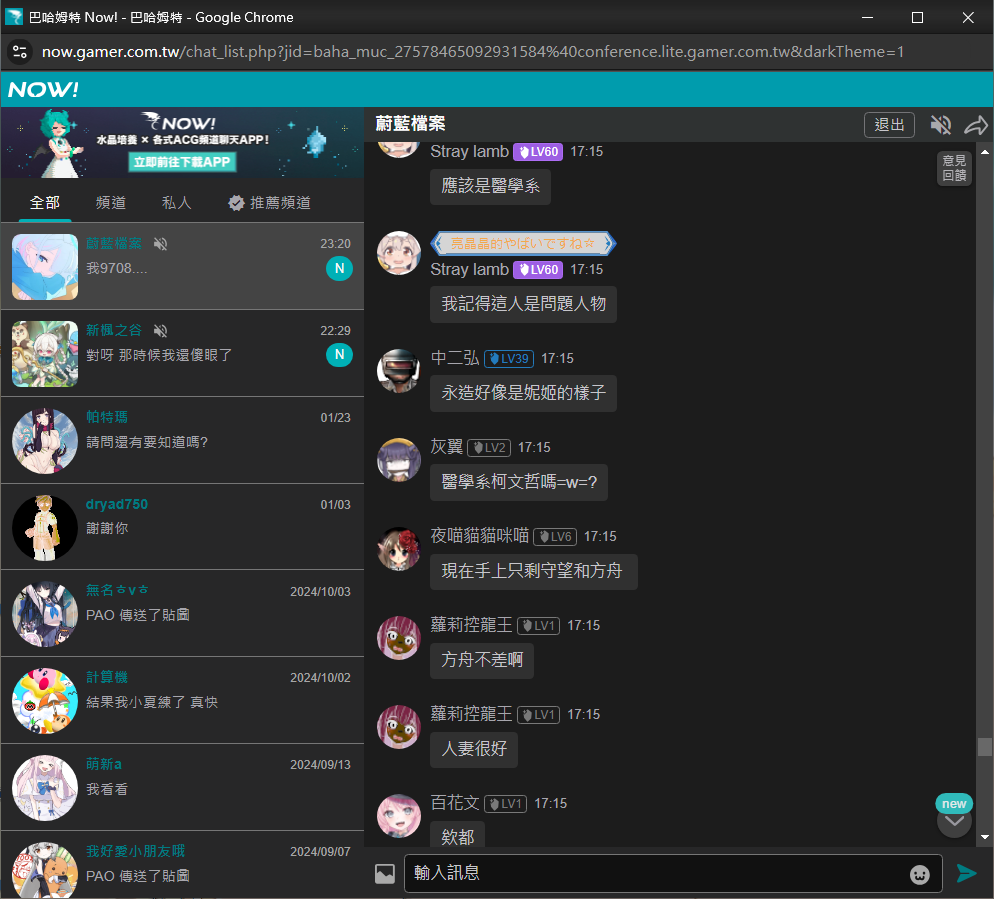 巴哈姆特 Now! - 巴哈姆特 - Google Chrome
now.gamer.com.tw/chat_list.php?jid=baha_muc_27578465092931584%40conference.lite.gamer.com.tw&darkTheme=1
NOW!
NOW!
水晶培養 × 各式ACG頻道聊天APP!
立即前往下載APP
全部 頻道 私人 推薦頻道
蔚藍檔案 23:20
我9708.... N
新楓之谷 22:29
對呀 那時候我還傻眼了 N
帕特瑪 01/23
請問還有要知道嗎?
dryad750 01/03
謝謝你
無名ㅎvㅎ 2024/10/03
PAO 傳送了貼圖
計算機 2024/10/02
結果我小夏練了 真快
萌新a 2024/09/13
我看看
我好愛小朋友哦 2024/09/07
PAO 傳送了貼圖
蔚藍檔案 退出
意見
回饋
Stray lamb LV60 17:15
應該是醫學系
亮晶晶的やばいですね☆
Stray lamb LV60 17:15
我記得這人是問題人物
中二弘 LV39 17:15
永造好像是妮姬的樣子
灰翼 LV2 17:15
醫學系柯文哲嗎=w=?
夜喵貓貓咪喵 LV6 17:15
現在手上只剩守望和方舟
蘿莉控龍王 LV1 17:15
方舟不差啊
蘿莉控龍王 LV1 17:15
人妻很好
百花文 LV1 17:15
欸都
new
輸入訊息